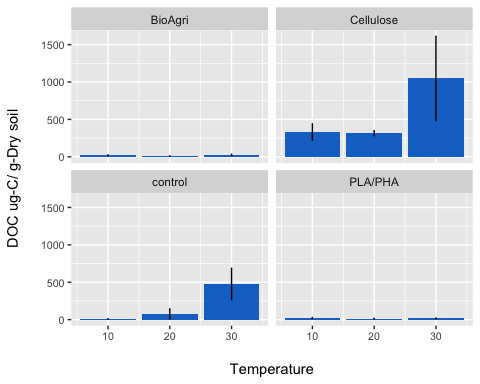 BioAgri
Cellulose
1500
1000
500
0
control
PLA/PHA
1500
1000
500
0
10
20
30
10
20
30
DOC ug-C/ g-Dry soil
Temperature